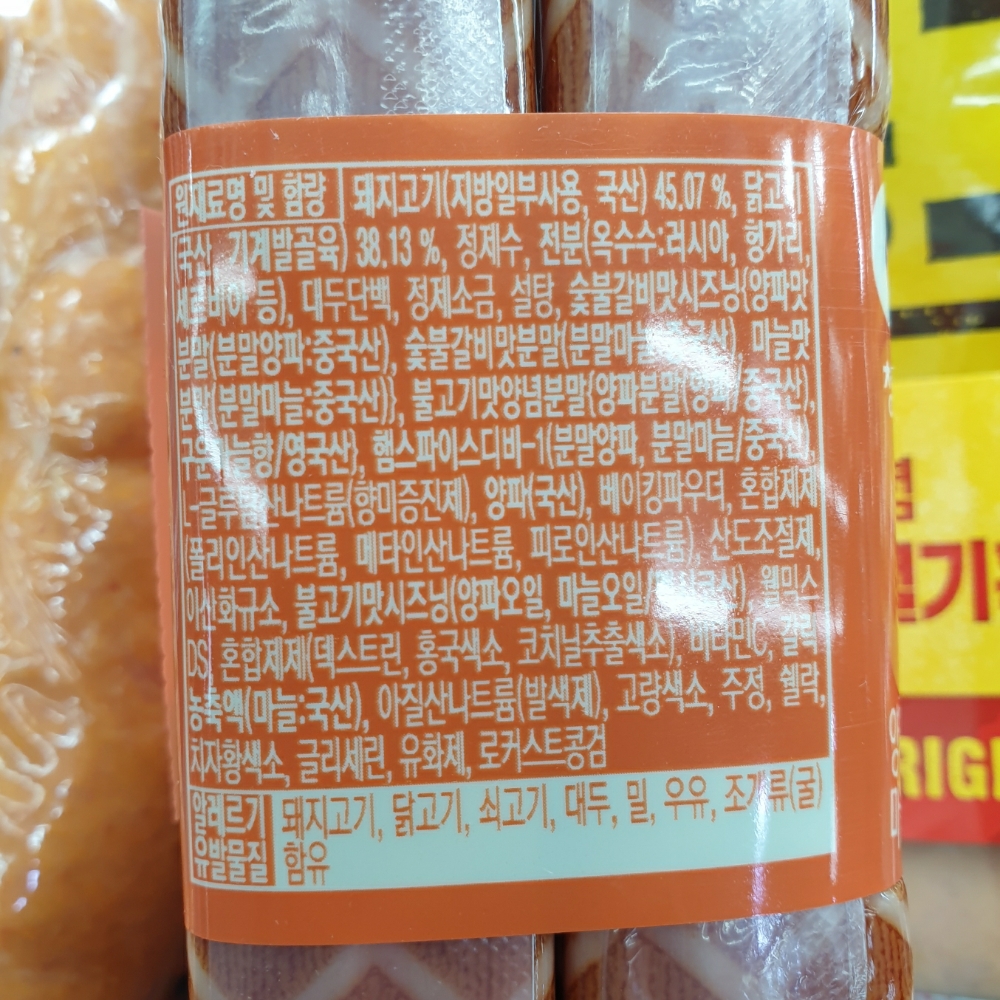 원재료명 및 함량 돼지고기(지방일부사용, 국산) 45.07 %, 닭고기
(국산, 기계발골육) 38.13 %, 정제수, 전분(옥수수:러시아, 헝가리,
세르비아 등), 대두단백, 정제소금, 설탕, 숯불갈비맛시즈닝{양파맛
분말(분말양파:중국산), 숯불갈비맛분말(분말마늘:중국산), 마늘맛
분말(분말마늘:중국산)}, 불고기맛양념분말{양파분말(양파/중국산),
구운마늘향/영국산}, 햄스파이스디비-1(분말양파, 분말마늘/중국산),
L-글루탐산나트륨(향미증진제), 양파(국산), 베이킹파우더, 혼합제제
(폴리인산나트륨, 메타인산나트륨, 피로인산나트륨), 산도조절제,
이산화규소, 불고기맛시즈닝(양파오일, 마늘오일/), 웰믹스
DS, 혼합제제(덱스트린, 홍국색소, 코치닐추출색소), 비타민C, 갈릭
농축액(마늘:국산), 아질산나트륨(발색제), 고량색소, 주정, 쉘락,
치자황색소, 글리세린, 유화제, 로커스트콩검
알레르기 유발물질 돼지고기, 닭고기, 쇠고기, 대두, 밀, 우유, 조개류(굴)
함유
RIG